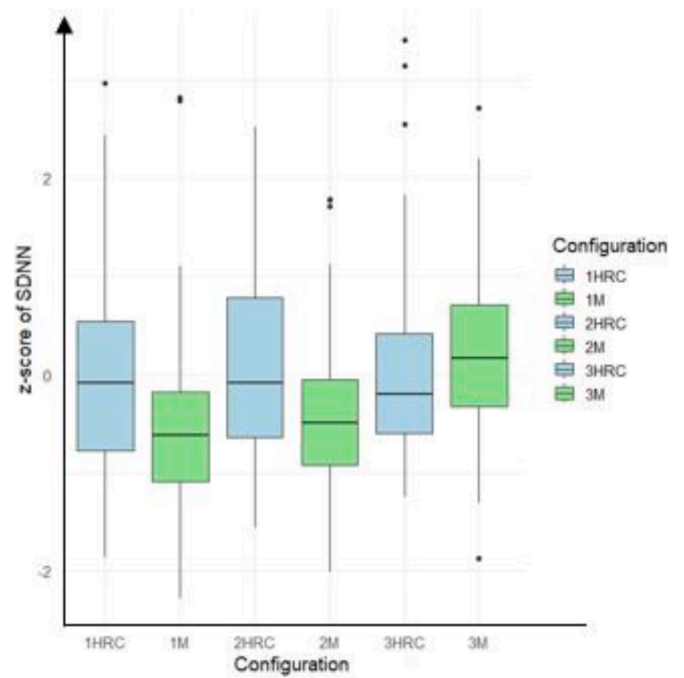 2
0
-2
z-score of SDNN
1HRC
1M
2HRC
2M
3HRC
3M
Configuration
Configuration
1HRC
1M
2HRC
2M
3HRC
3M